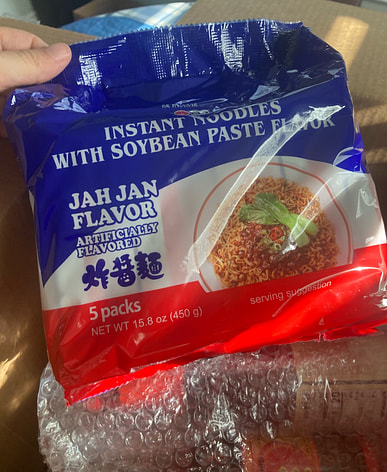 INSTANT NOODLES
WITH SOYBEAN PASTE FLAVOR
JAH JAN
FLAVOR
ARTIFICIALLY
FLAVORED
炸醬麵
5 packs
NET WT 15.8 oz (450 g)
serving suggestion